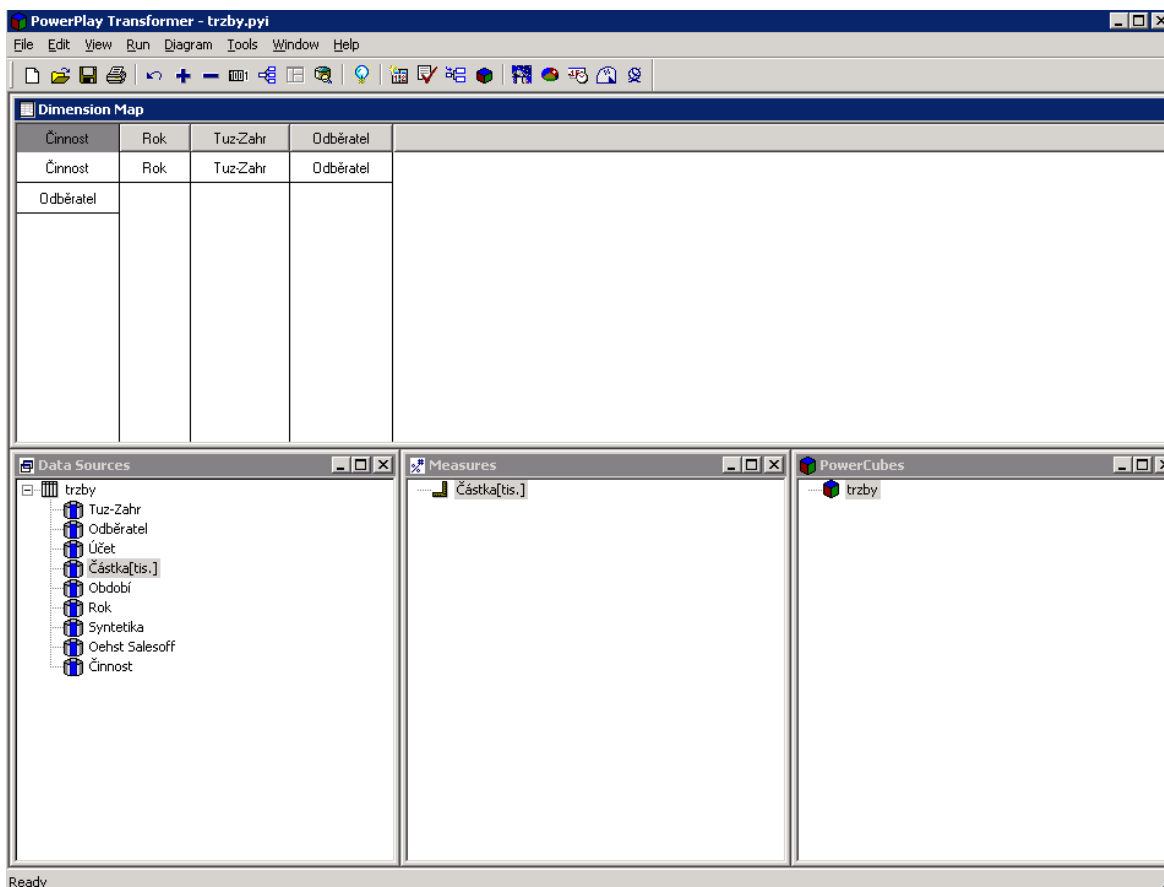 PowerPlay Transformer - trzby.pyi
File Edit View Run Diagram Tools Window Help
Dimension Map
Činnost Rok Tuz-Zahr Odběratel
Činnost Rok Tuz-Zahr Odběratel
Odběratel
Data Sources
trzby
Tuz-Zahr
Odběratel
Účet
Částka[tis.]
Období
Rok
Syntetika
Oehst Salesoff
Činnost
Measures
Částka[tis.]
PowerCubes
trzby
Ready